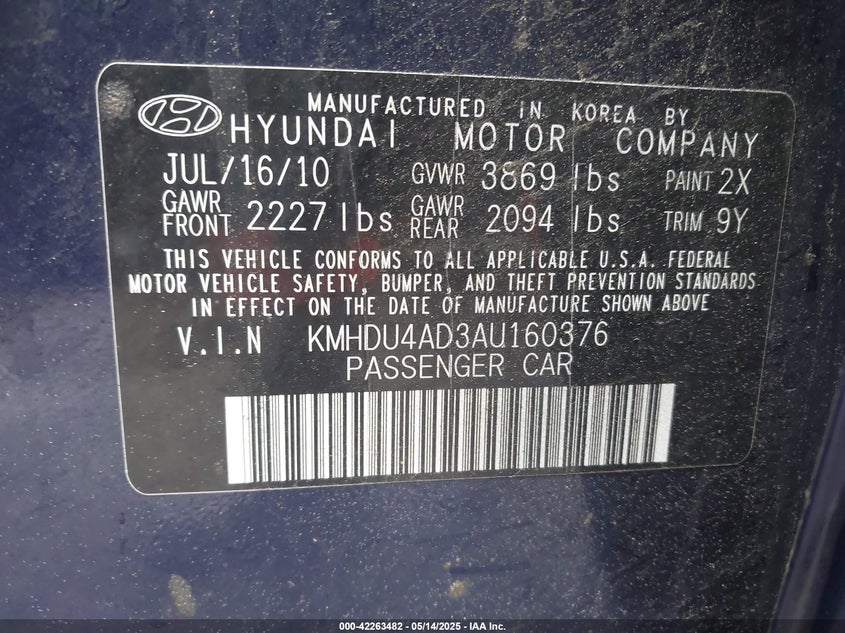 MANUFACTURED IN KOREA BY
HYUNDAI MOTOR COMPANY
JUL/16/10 GVWR 3869 lbs PAINT 2X
GAWR FRONT 2227 lbs GAWR REAR 2094 lbs TRIM 9Y
THIS VEHICLE CONFORMS TO ALL APPLICABLE U.S.A. FEDERAL
MOTOR VEHICLE SAFETY, BUMPER, AND THEFT PREVENTION STANDARDS
IN EFFECT ON THE DATE OF MANUFACTURE SHOWN ABOVE
V.I.N KMHDU4AD3AU160376
PASSENGER CAR
000-42263482 - 05/14/2025 - IAA Inc.